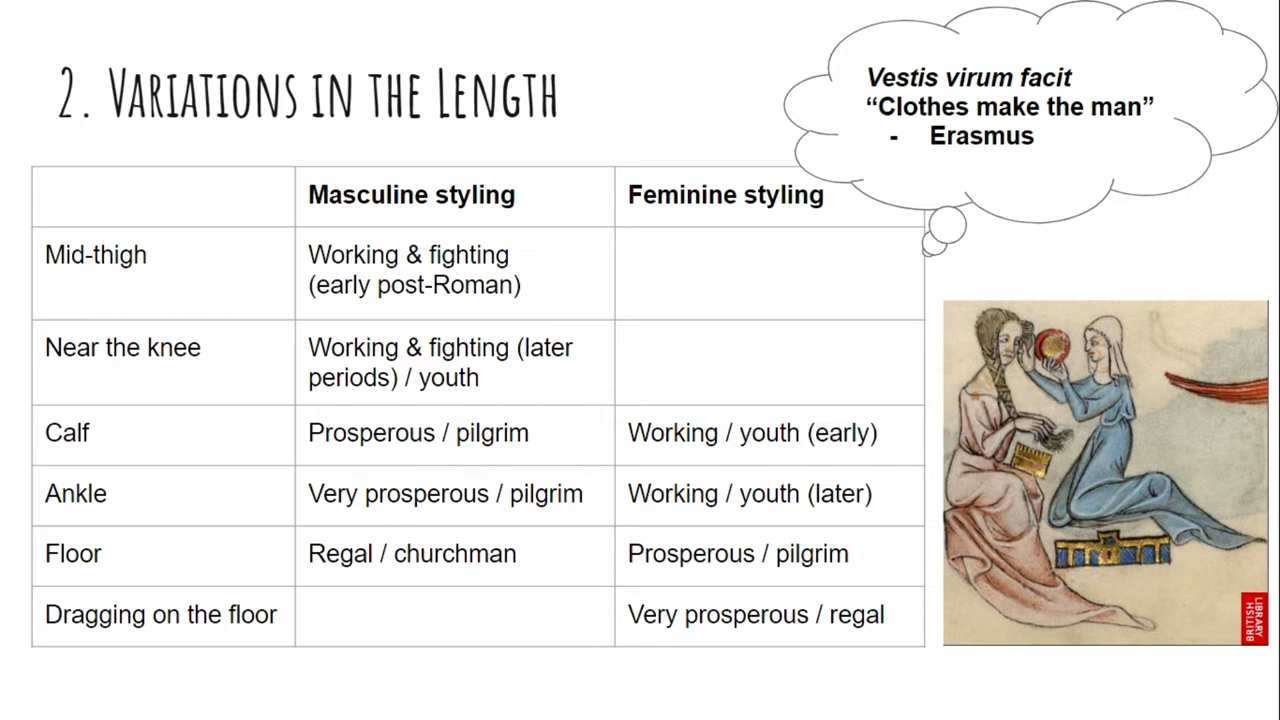 2. Variations in the Length
Vestis virum facit
“Clothes make the man”
- Erasmus
Masculine styling
Feminine styling
Mid-thigh
Working & fighting
(early post-Roman)
Near the knee
Working & fighting (later
periods) / youth
Calf
Prosperous / pilgrim
Working / youth (early)
Ankle
Very prosperous / pilgrim
Working / youth (later)
Floor
Regal / churchman
Prosperous / pilgrim
Dragging on the floor
Very prosperous / regal
BRITISH
LIBRARY